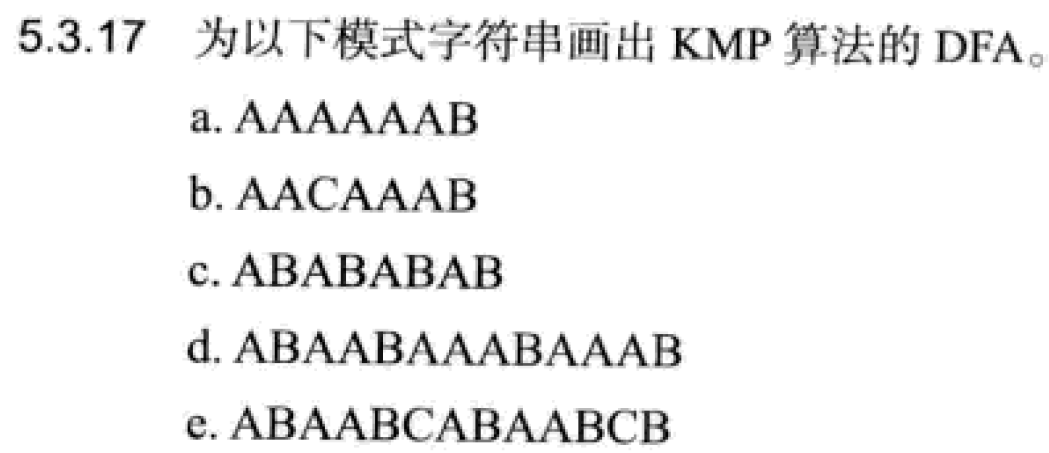 5.3.17 为以下模式字符串画出 KMP 算法的 DFA。
a. AAAAAAB
b. AACAAAB
c. ABABABAB
d. ABAABAAABAAAB
e. ABAABCABAABCB